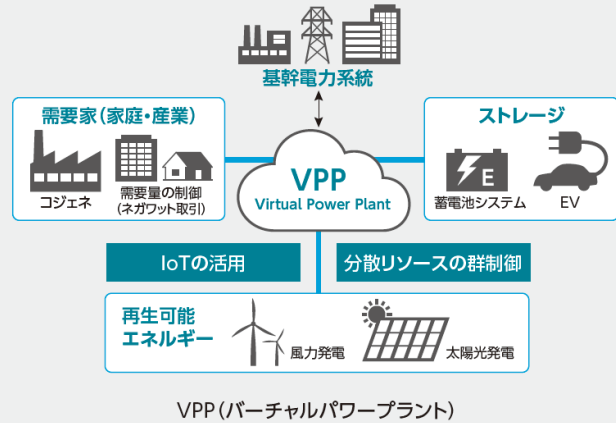 基幹電力系統
需要家(家庭・産業)
コジェネ
需要量の制御
(ネガワット取引)
VPP
Virtual Power Plant
ストレージ
E
蓄電池システム
EV
IoTの活用
分散リソースの群制御
再生可能
エネルギー
風力発電
太陽光発電
VPP(バーチャルパワープラント)